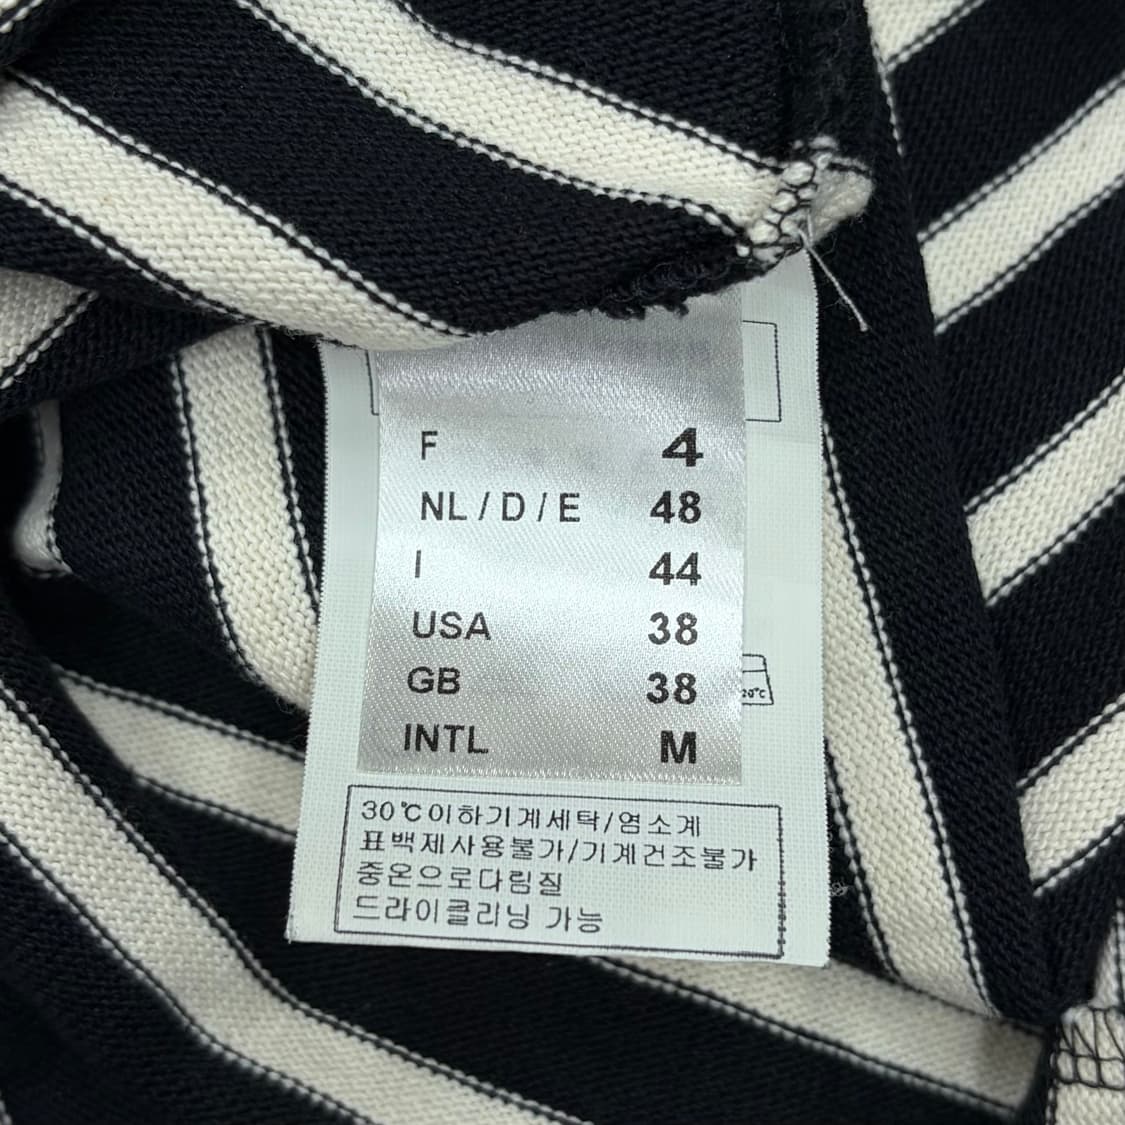 F 4
NL / D / E 48
I 44
USA 38
GB 38
INTL M
30℃이하기계세탁/염소계
표백제사용불가/기계건조불가
중온으로다림질
드라이클리닝 가능